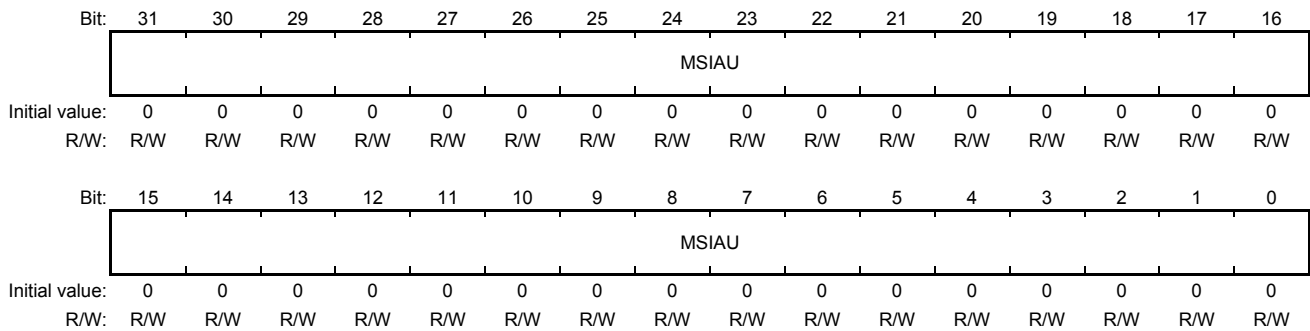 Bit: 31 30 29 28 27 26 25 24 23 22 21 20 19 18 17 16
MSIAU
Initial value: 0 0 0 0 0 0 0 0 0 0 0 0 0 0 0 0
R/W: R/W R/W R/W R/W R/W R/W R/W R/W R/W R/W R/W R/W R/W R/W R/W R/W
Bit: 15 14 13 12 11 10 9 8 7 6 5 4 3 2 1 0
MSIAU
Initial value: 0 0 0 0 0 0 0 0 0 0 0 0 0 0 0 0
R/W: R/W R/W R/W R/W R/W R/W R/W R/W R/W R/W R/W R/W R/W R/W R/W R/W